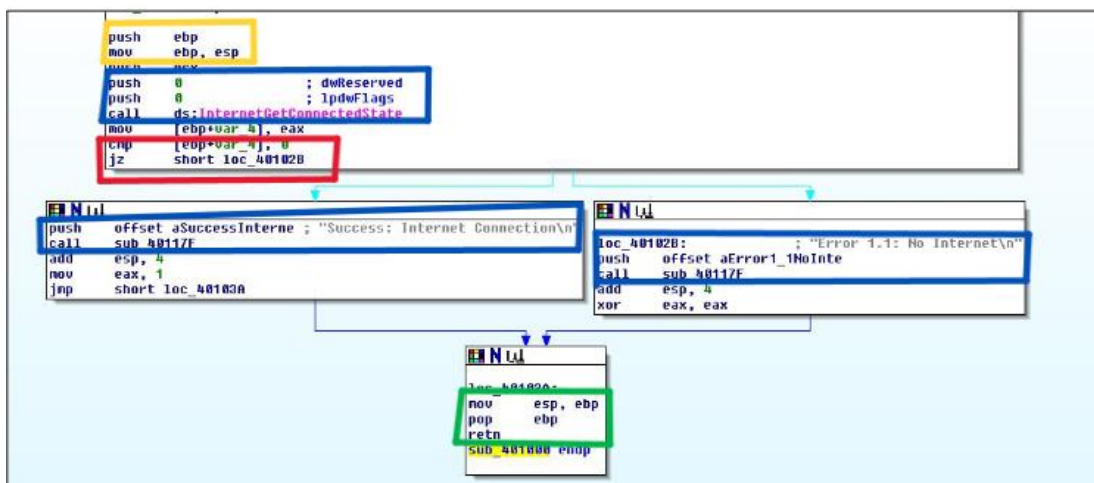 push ebp
mov ebp, esp
push ecx
push 0 ; dwReserved
push 0 ; lpdwFlags
call ds:InternetGetConnectedState
mov [ebp+var_4], eax
cmp [ebp+var_4], 0
jz short loc_40102B
push offset aSuccessInterne ; "Success: Internet Connection\n"
call sub_40117F
add esp, 4
mov eax, 1
jmp short loc_40103A
loc_40102B: ; "Error 1.1: No Internet\n"
push offset aError1_1NoInte
call sub_40117F
add esp, 4
xor eax, eax
loc_40103A:
mov esp, ebp
pop ebp
retn
sub_401000 endp